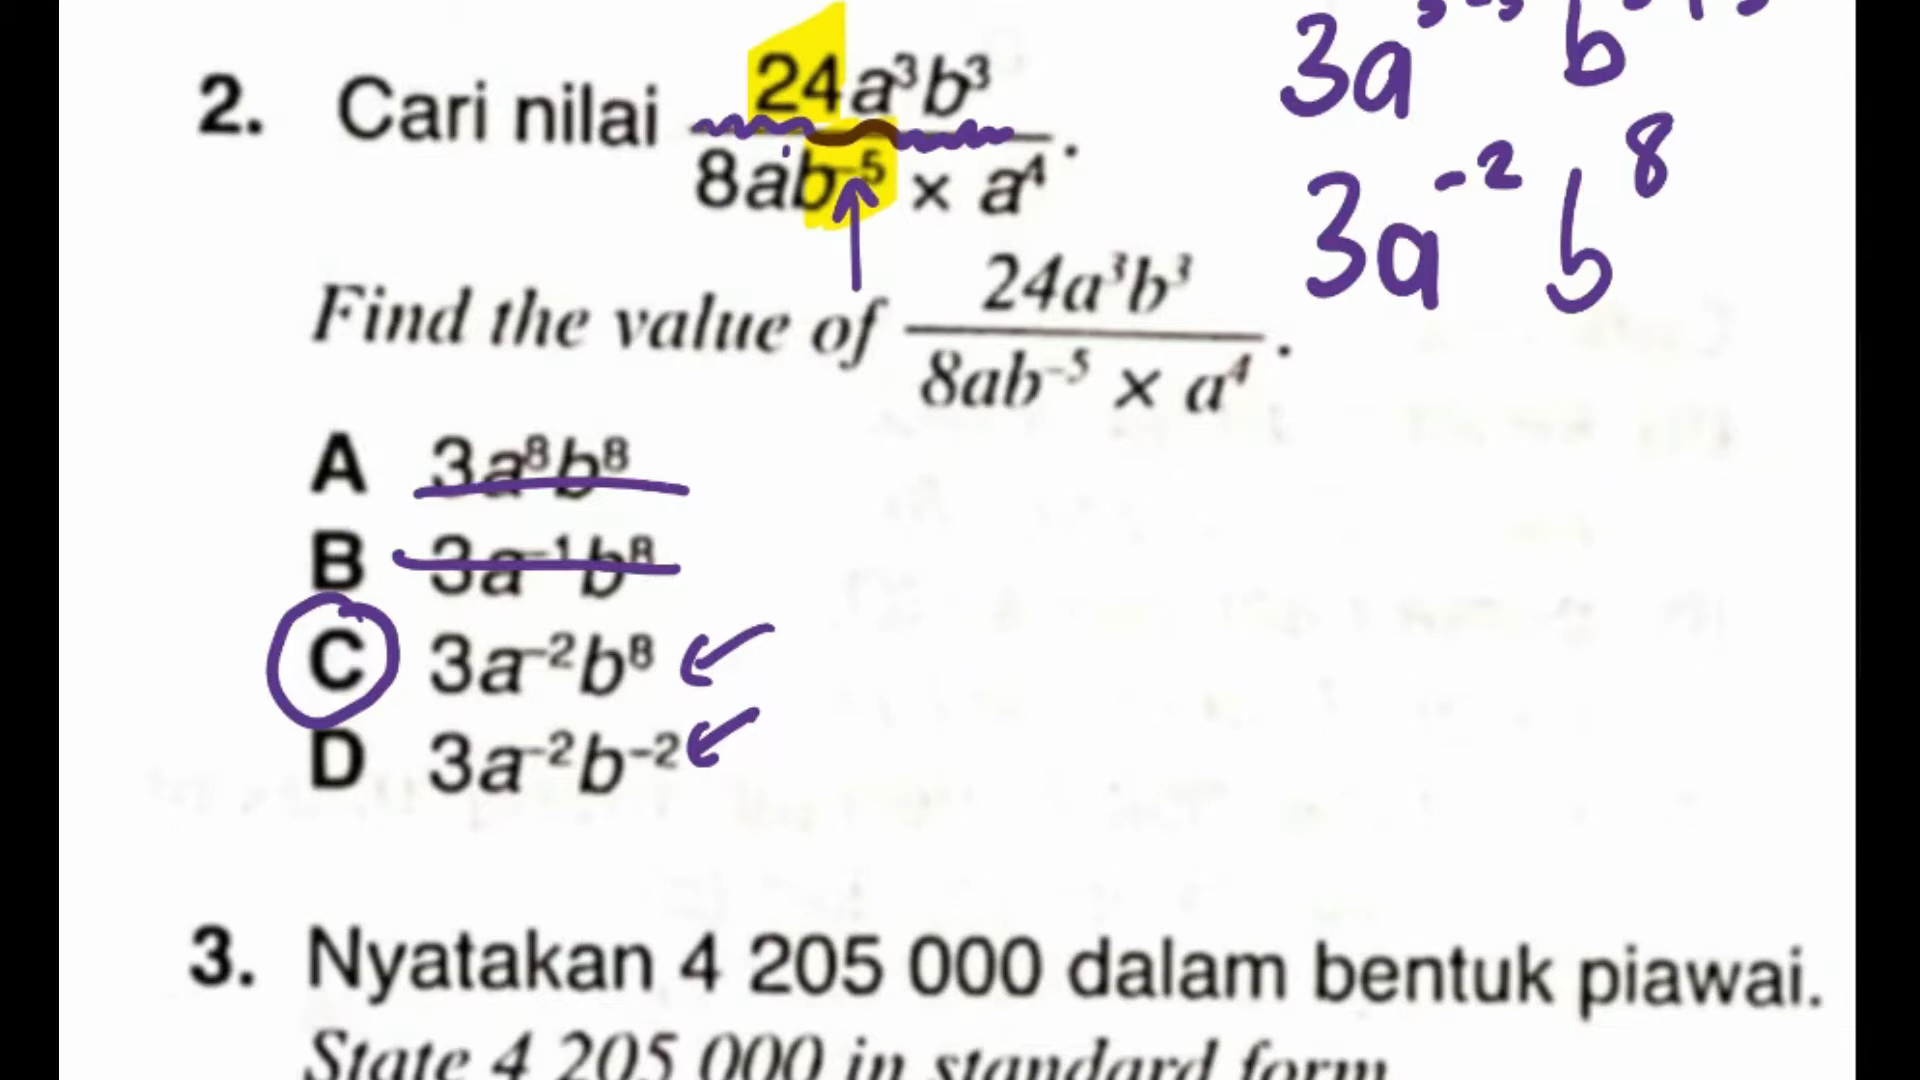 2. Cari nilai 24a³b³ / 8ab⁻⁵ × a⁴ .
3a b
3a⁻² b⁸
Find the value of 24a³b³ / 8ab⁻⁵ × a⁴ .
A 3a⁸b⁸
B 3a⁻¹b⁸
C 3a⁻²b⁸
D 3a⁻²b⁻²
3. Nyatakan 4 205 000 dalam bentuk piawai.
State 4 205 000 in standard form